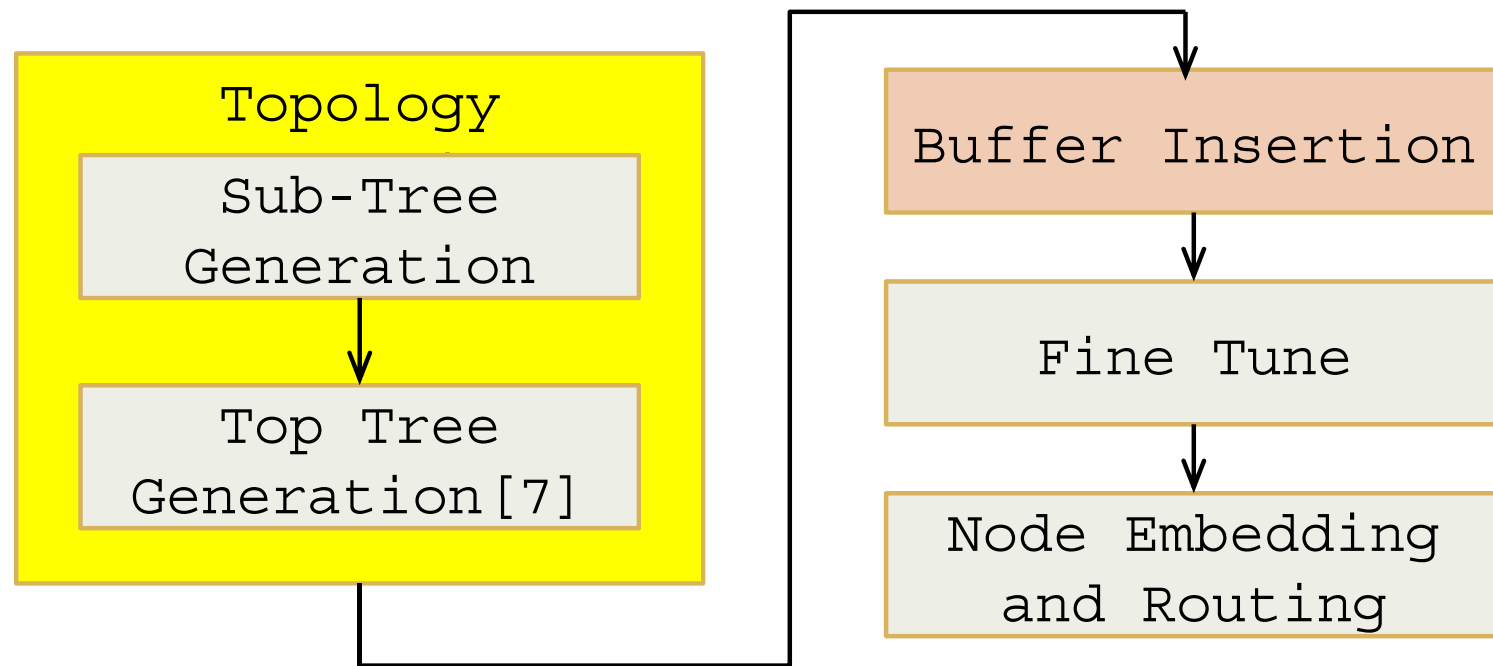 Topology
Sub-Tree
Generation
Top Tree
Generation[7]
Buffer Insertion
Fine Tune
Node Embedding
and Routing